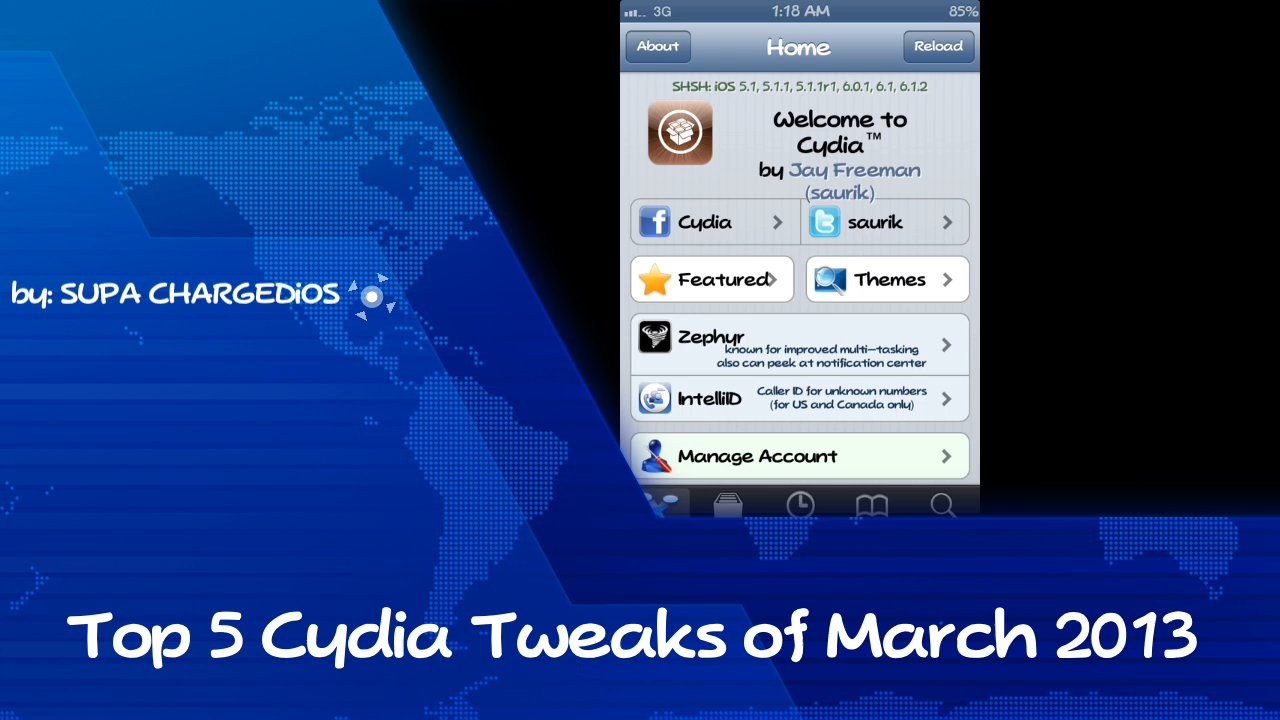 3G 1:18 AM 85%
About Home Reload
SHSH: iOS 5.1, 5.1.1, 5.1.1r1, 6.0.1, 6.1, 6.1.2
Welcome to
Cydia™
by Jay Freeman
(saurik)
Cydia saurik
Featured Themes
Zephyr
known for improved multi-tasking
also can peek at notification center
IntelliID
Caller ID for unknown numbers
(for US and Canada only)
Manage Account
by: SUPA CHARGEDiOS
Top 5 Cydia Tweaks of March 2013